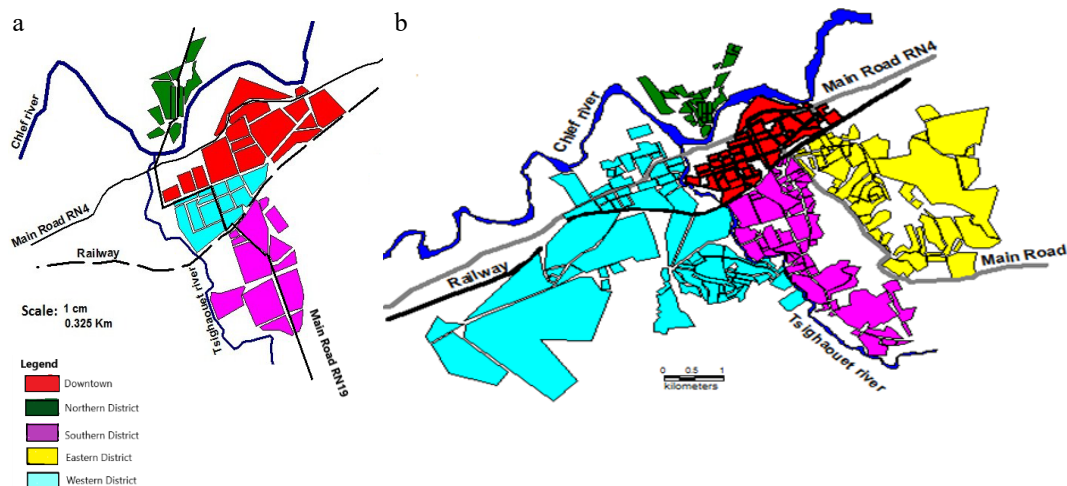 a
Chlef river
Main Road RN4
Railway
Tsighaouet river
Main Road RN19
Scale: 1 cm
0.325 Km
Legend
Downtown
Northern District
Southern District
Eastern District
Western District
b
Chlef river
Main Road RN4
Railway
Main Road
Tsighaouet river
0 0.5 1
kilometers